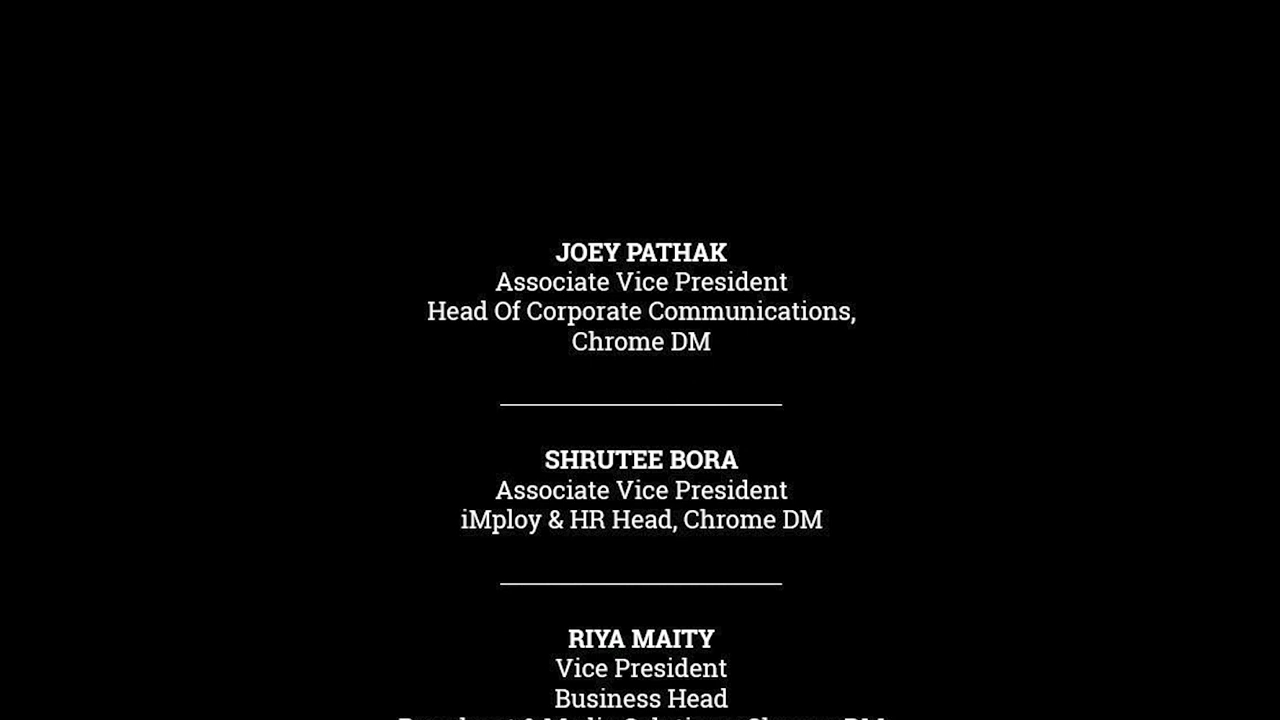 JOEY PATHAK
Associate Vice President
Head Of Corporate Communications,
Chrome DM
SHRUTEE BORA
Associate Vice President
iMploy & HR Head, Chrome DM
RIYA MAITY
Vice President
Business Head